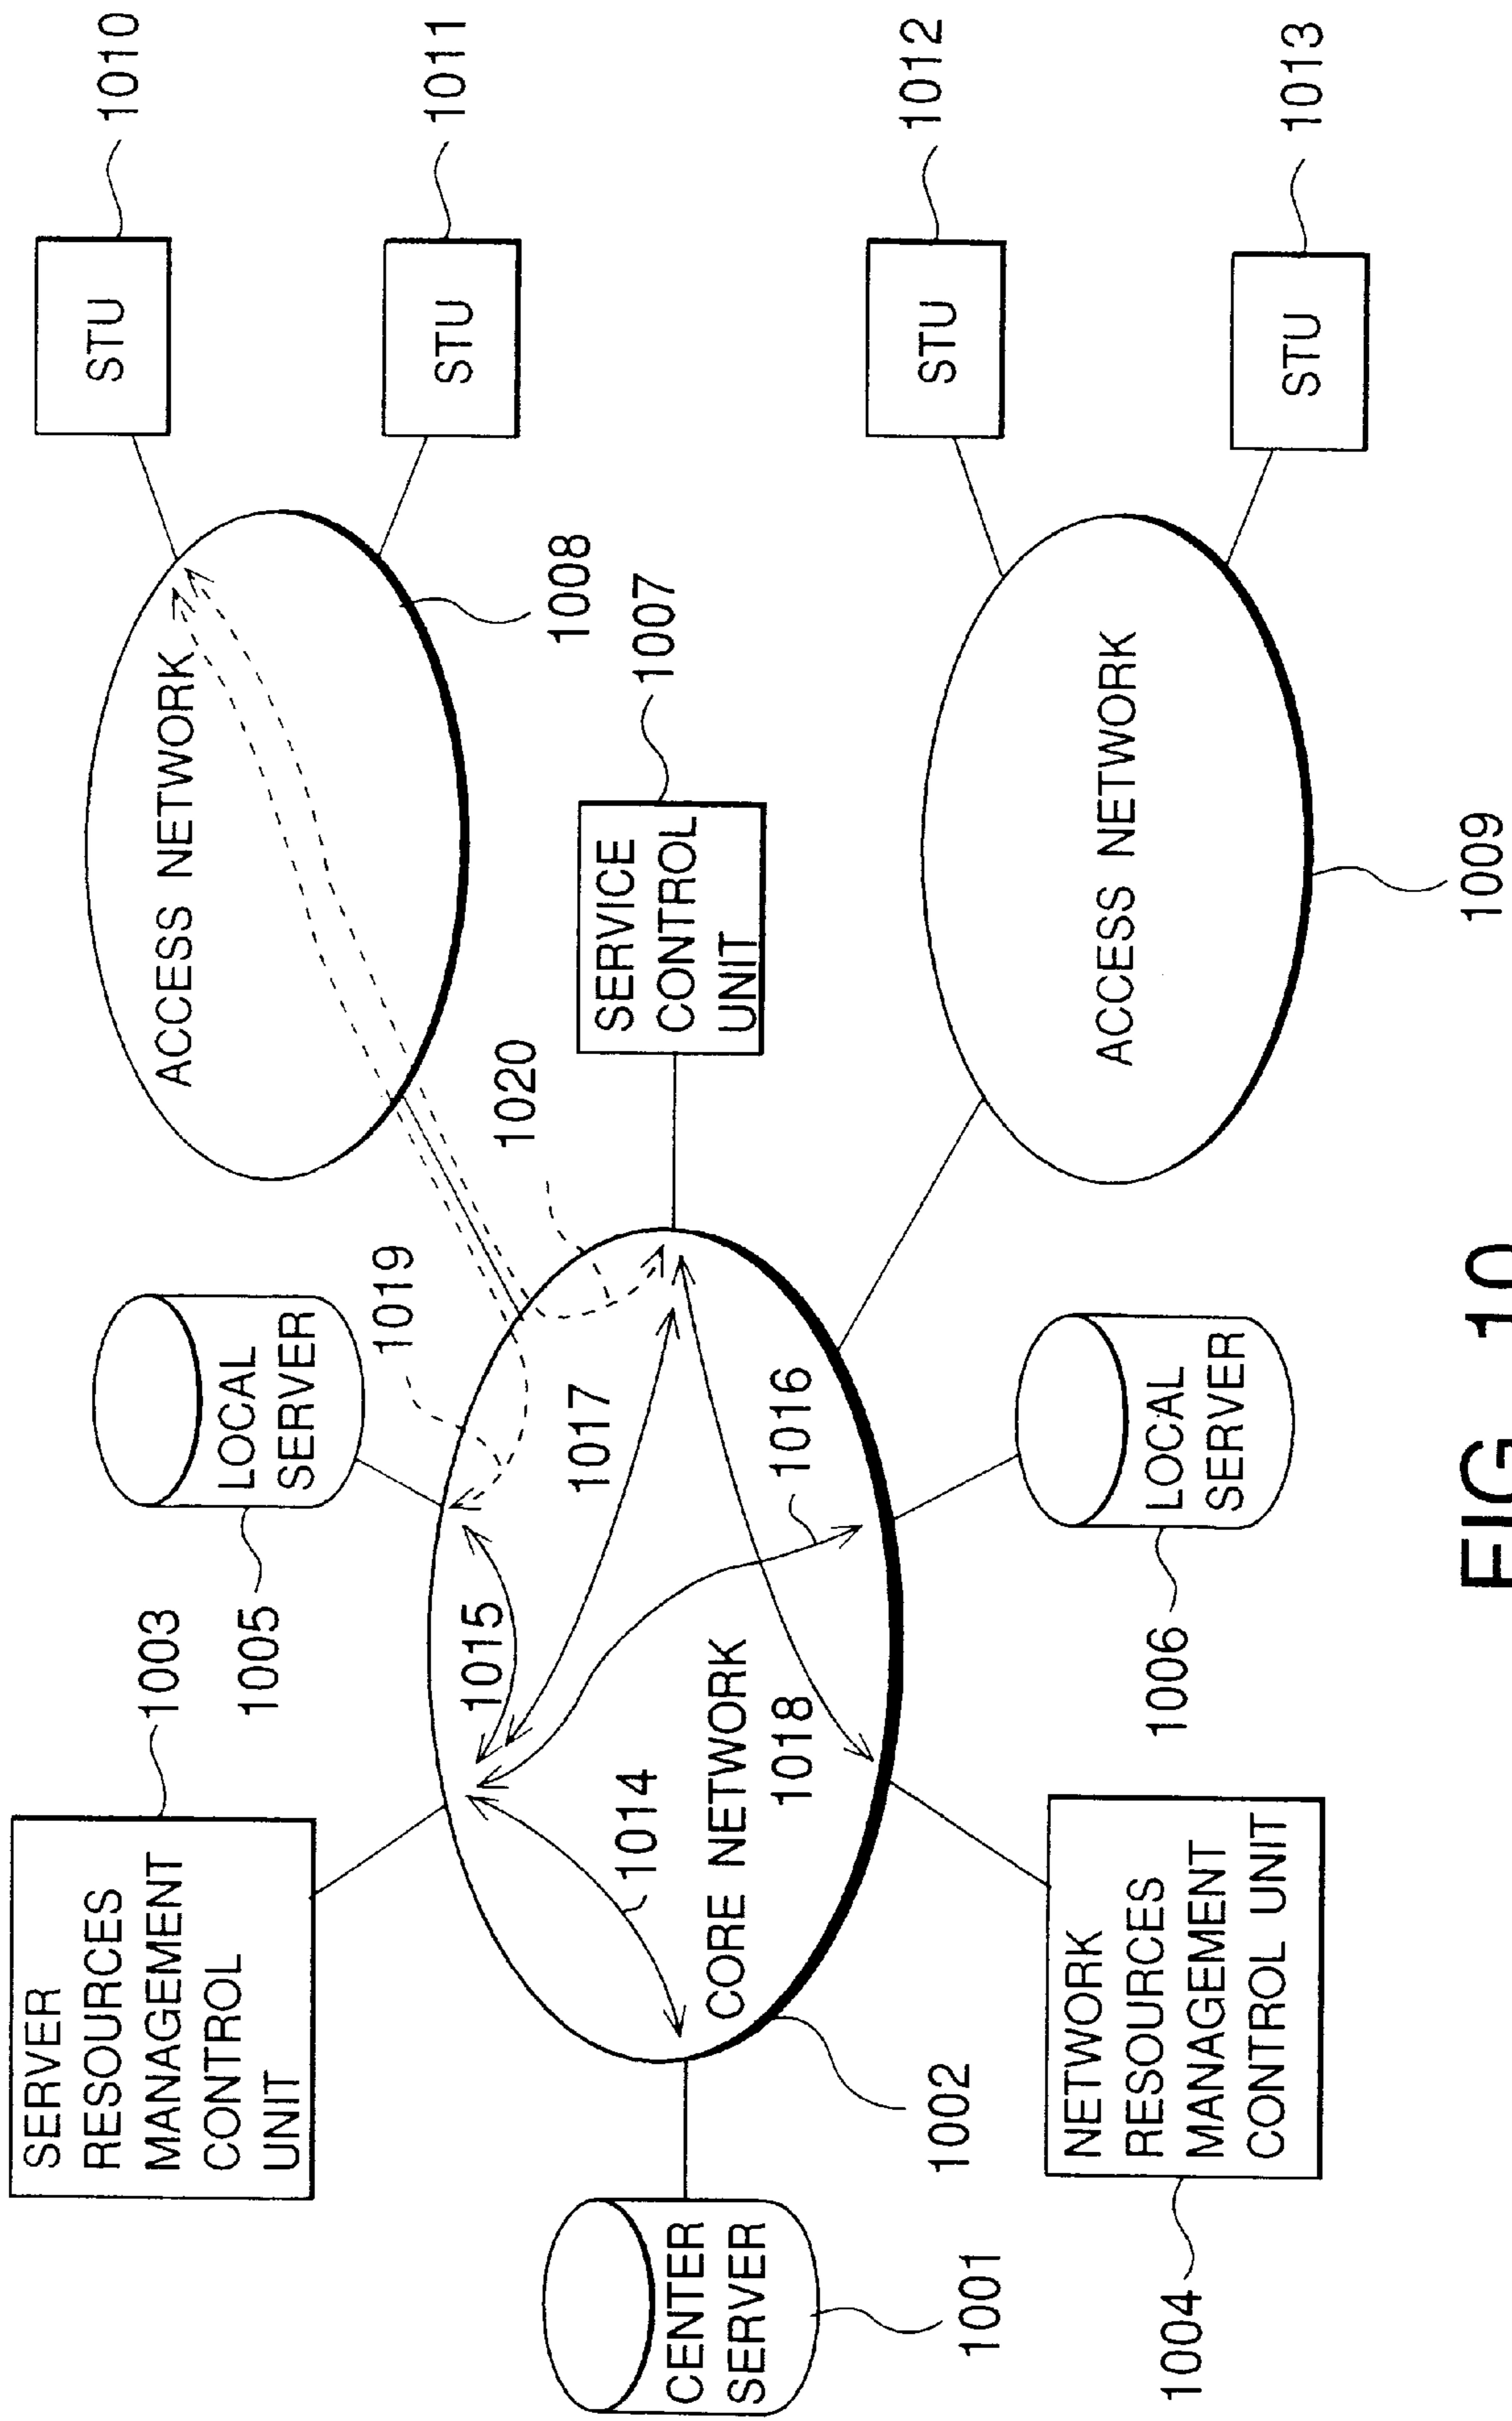 SERVER
RESOURCES
MANAGEMENT
CONTROL
UNIT
1003
LOCAL
SERVER
1005
1019
ACCESS NETWORK
1008
STU
1010
STU
1011
CENTER
SERVER
1001
1002
CORE NETWORK
1014
1015
1017
1016
1018
1020
SERVICE
CONTROL
UNIT
1007
NETWORK
RESOURCES
MANAGEMENT
CONTROL UNIT
1004
LOCAL
SERVER
1006
ACCESS NETWORK
1009
STU
1012
STU
1013
FIG. 10